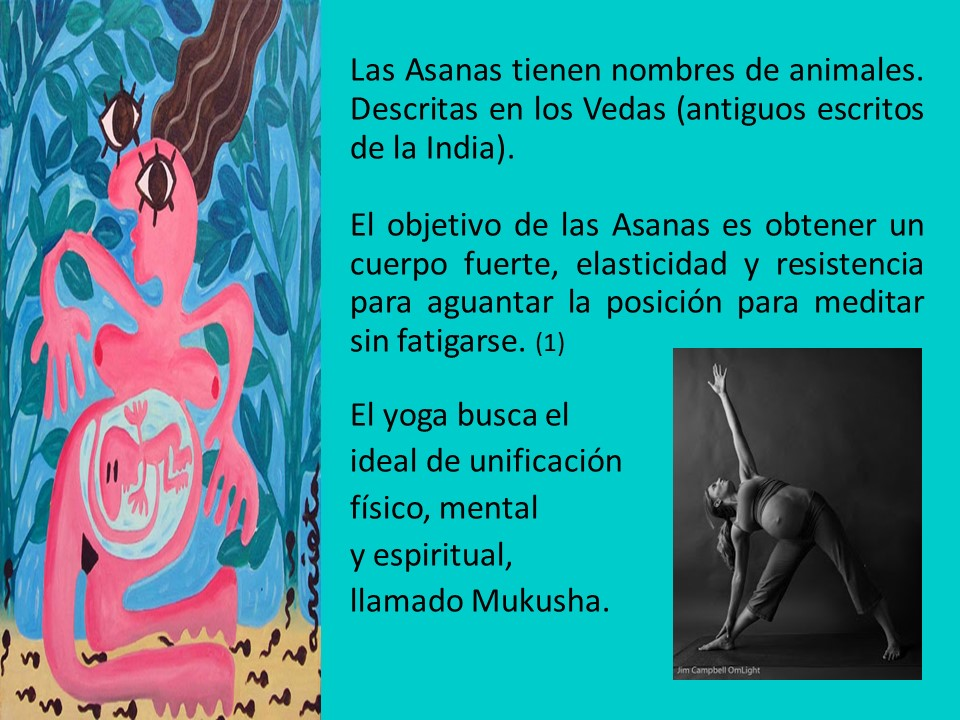 Las Asanas tienen nombres de animales.
Descritas en los Vedas (antiguos escritos
de la India).
El objetivo de las Asanas es obtener un
cuerpo fuerte, elasticidad y resistencia
para aguantar la posición para meditar
sin fatigarse. (1)
El yoga busca el
ideal de unificación
físico, mental
y espiritual,
llamado Mukusha.
Jim Campbell OmLight
arriata